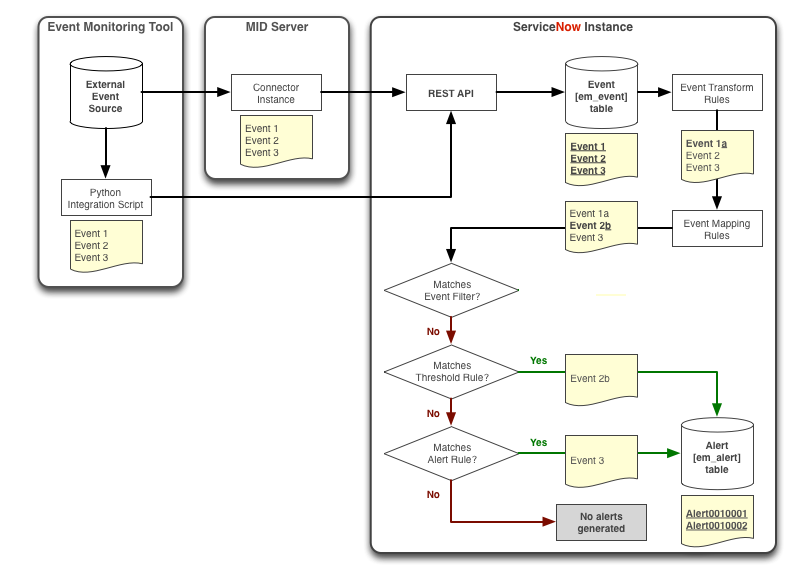 Event Monitoring Tool
External
Event
Source
Python
Integration Script
Event 1
Event 2
Event 3
MID Server
Connector
Instance
Event 1
Event 2
Event 3
ServiceNow Instance
REST API
Event
[em_event]
table
Event 1
Event 2
Event 3
Event Transform
Rules
Event 1a
Event 2
Event 3
Event Mapping
Rules
Event 1a
Event 2b
Event 3
Matches
Event Filter?
No
Matches
Threshold Rule?
Yes
Event 2b
No
Matches
Alert Rule?
Yes
Event 3
Alert
[em_alert]
table
Alert0010001
Alert0010002
No
No alerts
generated